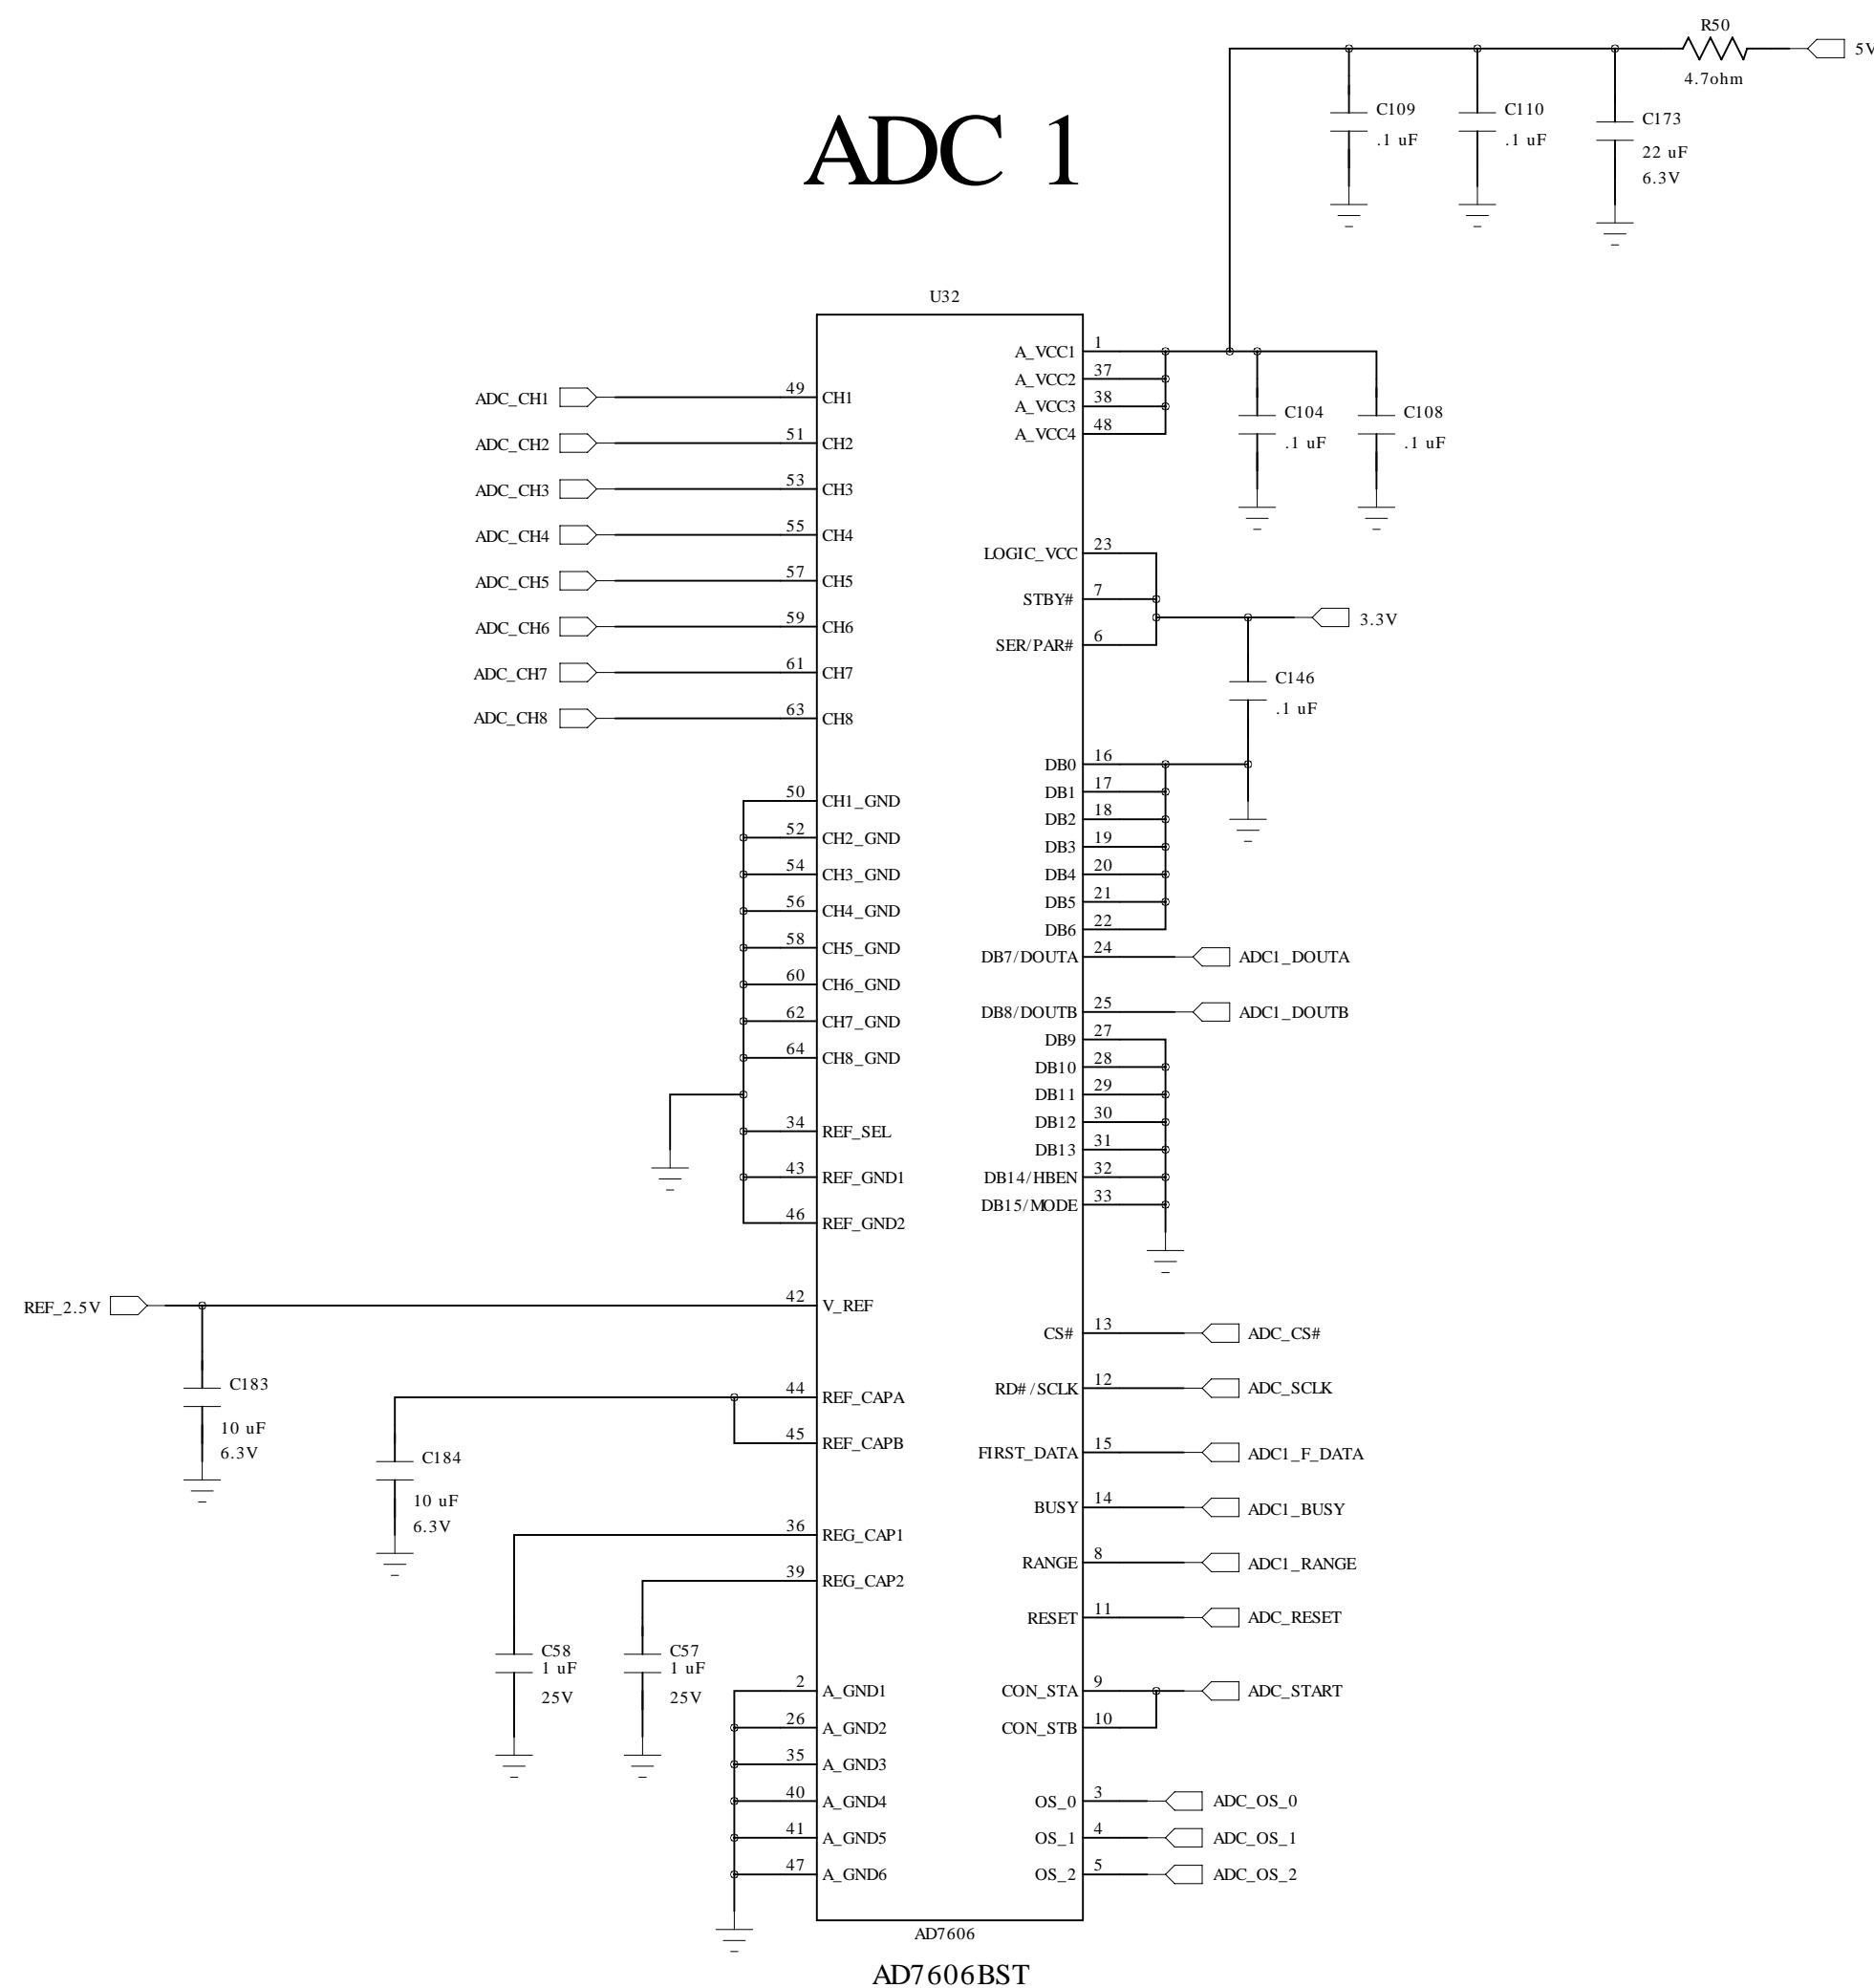 R50
5V
4.7ohm
C109
.1 uF
C110
.1 uF
C173
22 uF
6.3V
ADC 1
U32
ADC_CH1
49
CH1
ADC_CH2
51
CH2
ADC_CH3
53
CH3
ADC_CH4
55
CH4
ADC_CH5
57
CH5
ADC_CH6
59
CH6
ADC_CH7
61
CH7
ADC_CH8
63
CH8
50
CH1_GND
52
CH2_GND
54
CH3_GND
56
CH4_GND
58
CH5_GND
60
CH6_GND
62
CH7_GND
64
CH8_GND
34
REF_SEL
43
REF_GND1
46
REF_GND2
REF_2.5V
42
V_REF
C183
10 uF
6.3V
44
REF_CAPA
45
REF_CAPB
C184
10 uF
6.3V
36
REG_CAP1
39
REG_CAP2
C58
1 uF
25V
C57
1 uF
25V
2
A_GND1
26
A_GND2
35
A_GND3
40
A_GND4
41
A_GND5
47
A_GND6
A_VCC1
1
A_VCC2
37
A_VCC3
38
A_VCC4
48
C104
.1 uF
C108
.1 uF
LOGIC_VCC
23
STBY#
7
SER/PAR#
6
3.3V
C146
.1 uF
DB0
16
DB1
17
DB2
18
DB3
19
DB4
20
DB5
21
DB6
22
DB7/DOUTA
24
ADC1_DOUTA
DB8/DOUTB
25
ADC1_DOUTB
DB9
27
DB10
28
DB11
29
DB12
30
DB13
31
DB14/HBEN
32
DB15/MODE
33
CS#
13
ADC_CS#
RD#/SCLK
12
ADC_SCLK
FIRST_DATA
15
ADC1_F_DATA
BUSY
14
ADC1_BUSY
RANGE
8
ADC1_RANGE
RESET
11
ADC_RESET
CON_STA
9
ADC_START
CON_STB
10
OS_0
3
ADC_OS_0
OS_1
4
ADC_OS_1
OS_2
5
ADC_OS_2
AD7606
AD7606BST